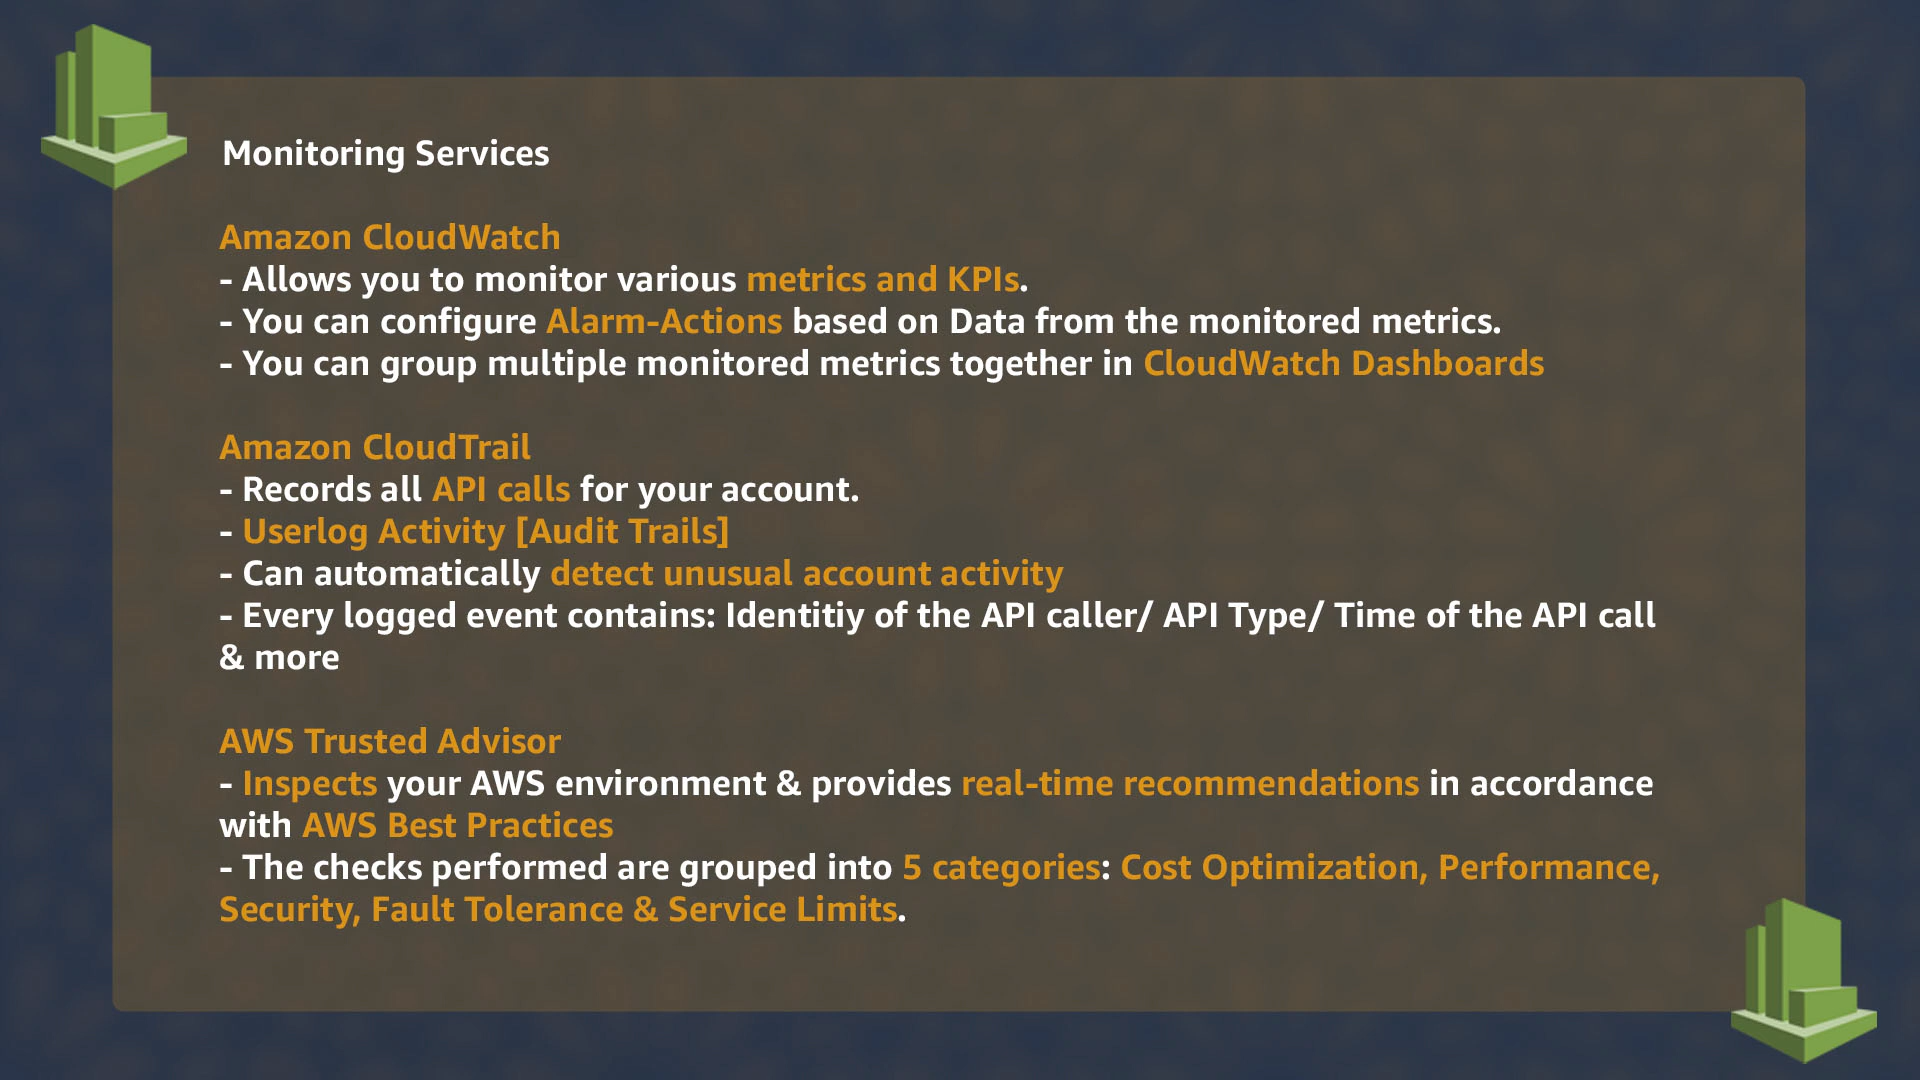 Monitoring Services
Amazon CloudWatch
- Allows you to monitor various metrics and KPIs.
- You can configure Alarm-Actions based on Data from the monitored metrics.
- You can group multiple monitored metrics together in CloudWatch Dashboards
Amazon CloudTrail
- Records all API calls for your account.
- Userlog Activity [Audit Trails]
- Can automatically detect unusual account activity
- Every logged event contains: Identitiy of the API caller/ API Type/ Time of the API call
& more
AWS Trusted Advisor
- Inspects your AWS environment & provides real-time recommendations in accordance
with AWS Best Practices
- The checks performed are grouped into 5 categories: Cost Optimization, Performance,
Security, Fault Tolerance & Service Limits.